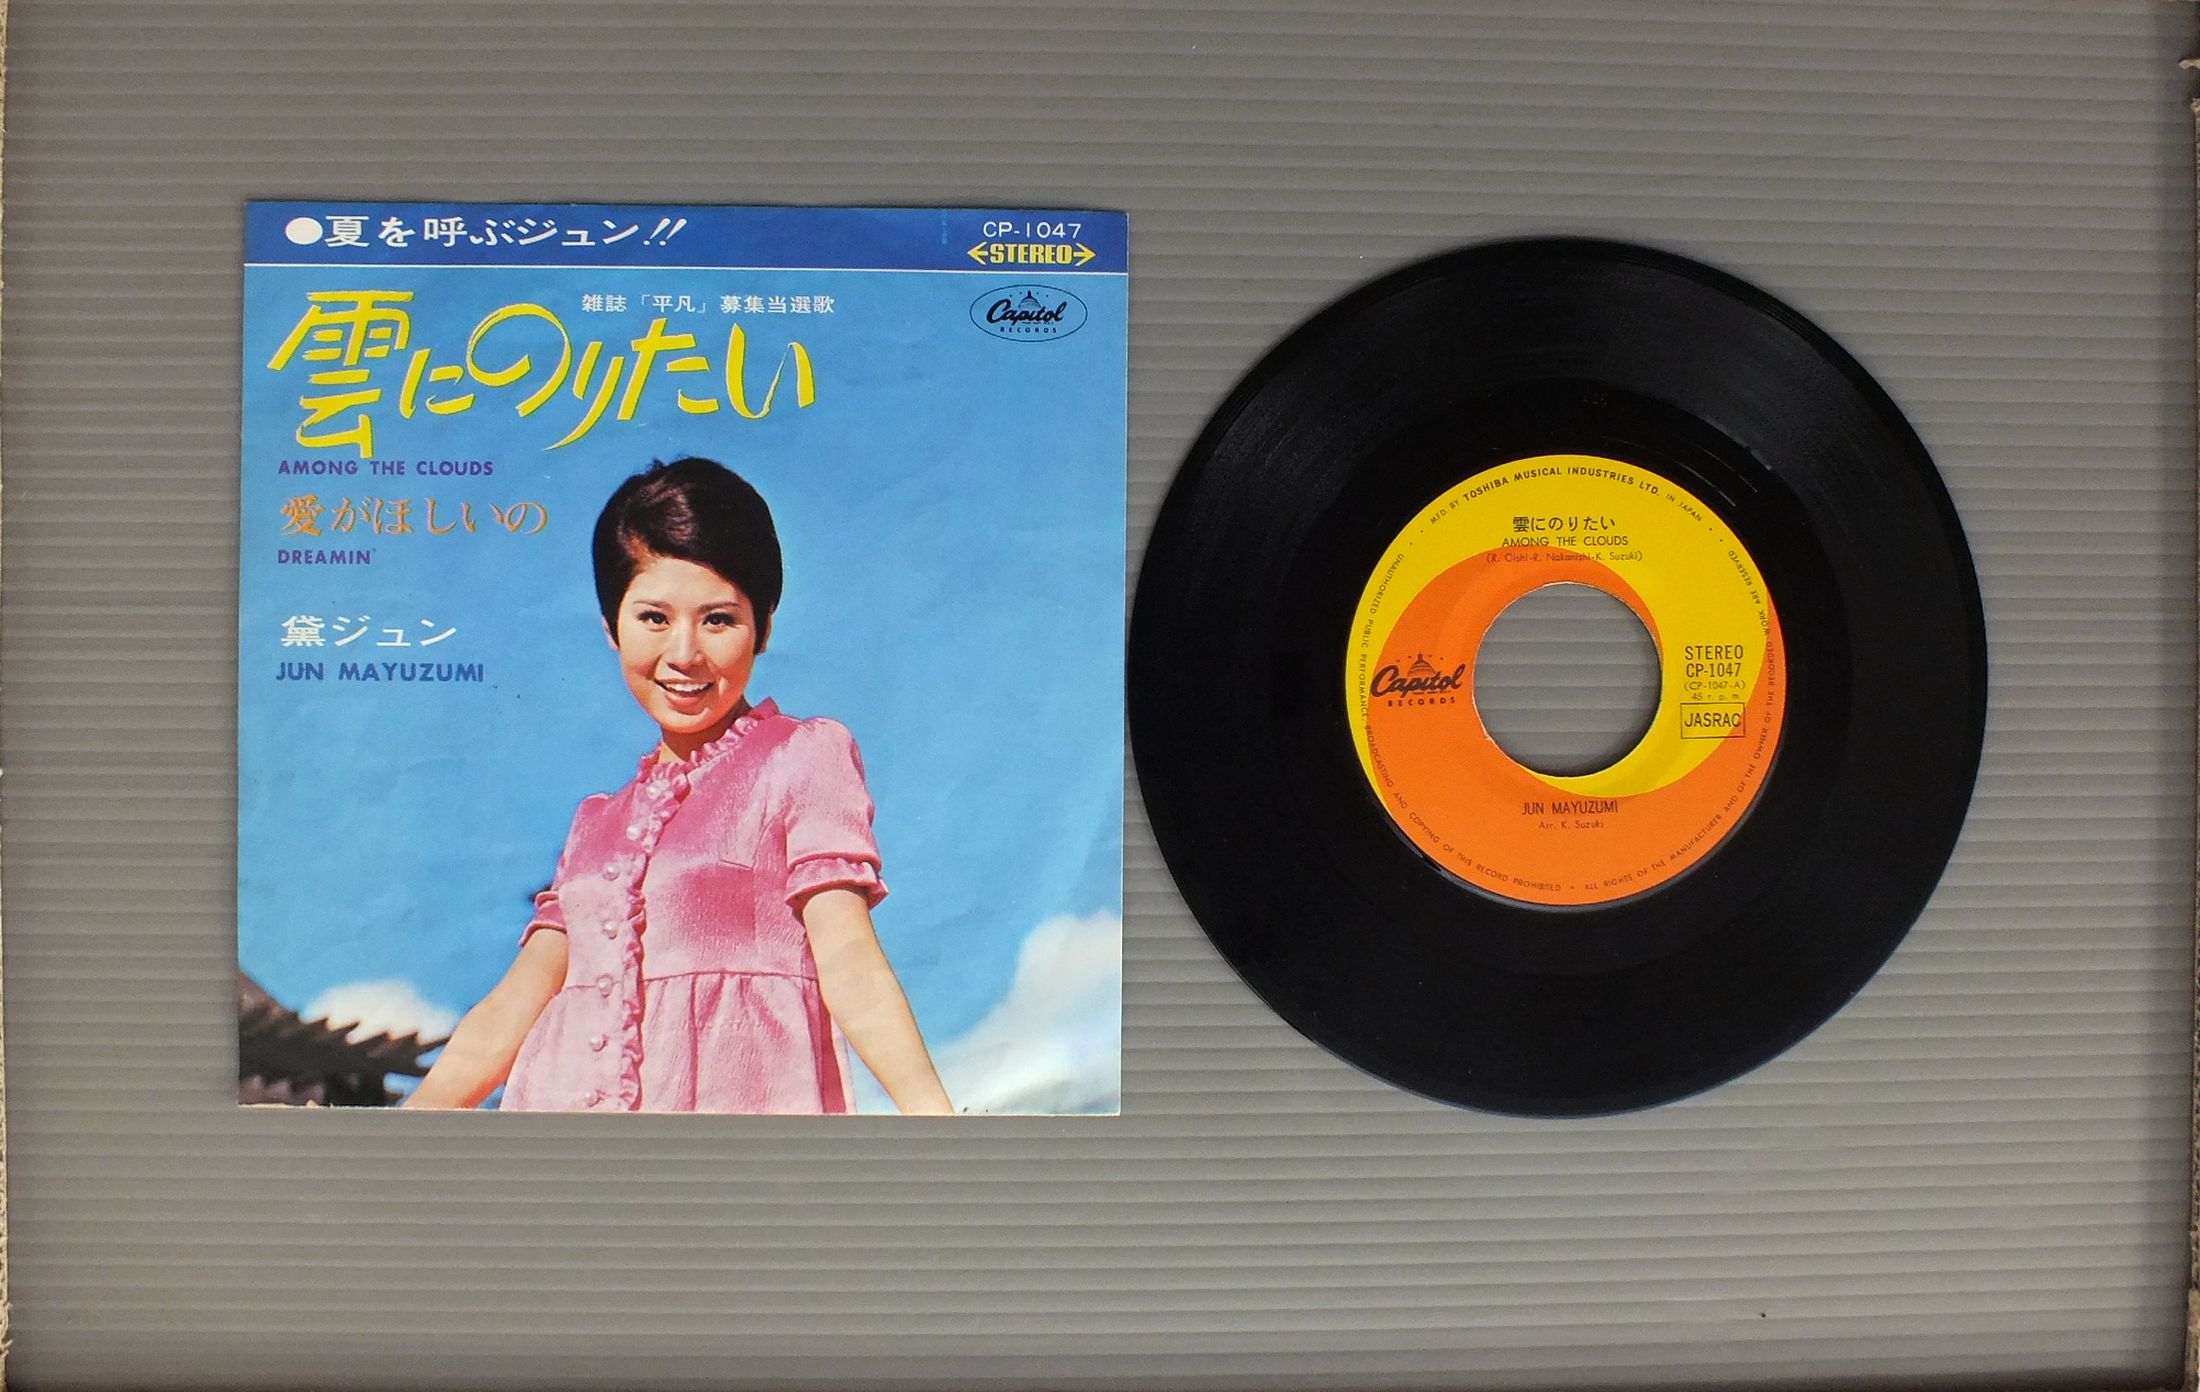 ●夏を呼ぶジュン!!
CP-1047
STEREO
雑誌「平凡」募集当選歌
Capitol
RECORDS
雲にのりたい
AMONG THE CLOUDS
愛がほしいの
DREAMIN'
黛ジュン
JUN MAYUZUMI
MFD. BY TOSHIBA MUSICAL INDUSTRIES LTD. IN JAPAN
雲にのりたい
AMONG THE CLOUDS
(R. Oishi-R. Nakanishi-K. Suzuki)
STEREO
CP-1047
(CP-1047-A)
45 r. p. m.
JASRAC
Capitol
RECORDS
JUN MAYUZUMI
Arr. K. Suzuki
UNAUTHORIZED PUBLIC PERFORMANCE, BROADCASTING AND COPYING OF THIS RECORD PROHIBITED • ALL RIGHTS OF THE MANUFACTURER AND OF THE OWNER OF THE RECORDED WORK ARE RESERVED